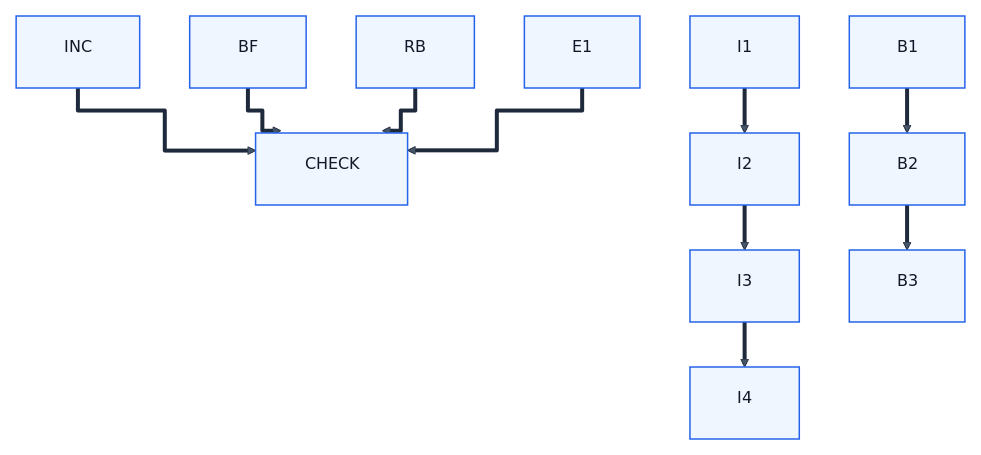 INC
BF
RB
E1
I1
B1
CHECK
I2
B2
I3
B3
I4